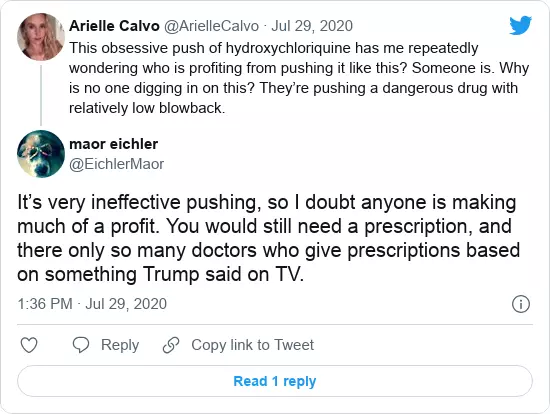 Arielle Calvo @ArielleCalvo · Jul 29, 2020
This obsessive push of hydroxychloriquine has me repeatedly
wondering who is profiting from pushing it like this? Someone is. Why
is no one digging in on this? They’re pushing a dangerous drug with
relatively low blowback.
maor eichler
@EichlerMaor
It’s very ineffective pushing, so I doubt anyone is making
much of a profit. You would still need a prescription, and
there only so many doctors who give prescriptions based
on something Trump said on TV.
1:36 PM · Jul 29, 2020
Reply Copy link to Tweet
Read 1 reply